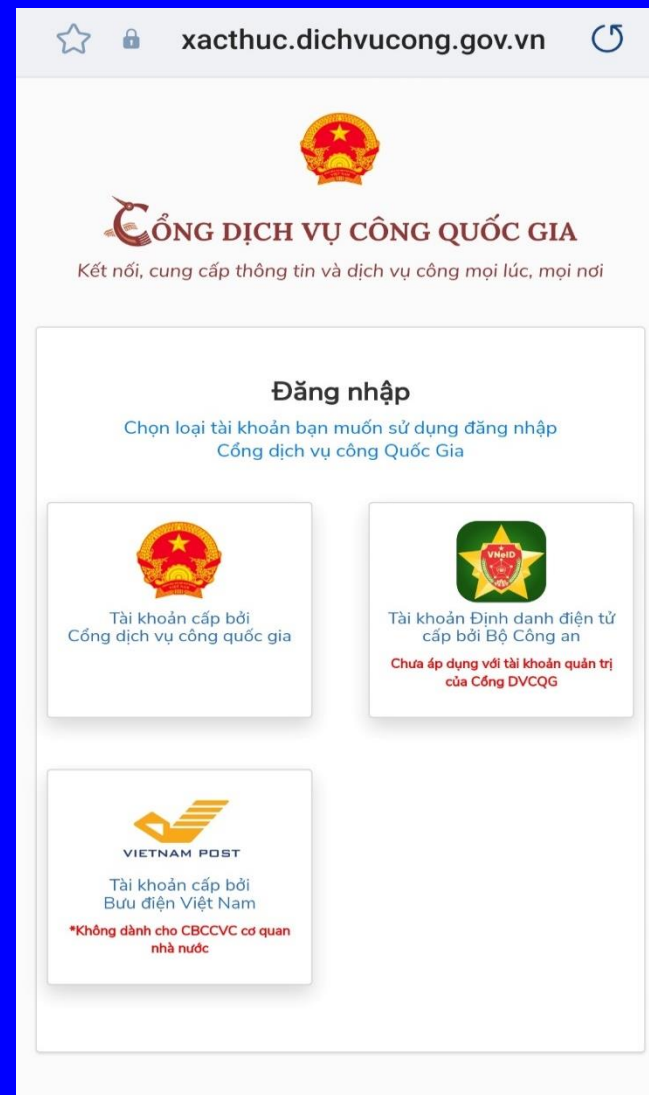 xacthuc.dichvucong.gov.vn
CỔNG DỊCH VỤ CÔNG QUỐC GIA
Kết nối, cung cấp thông tin và dịch vụ công mọi lúc, mọi nơi
Đăng nhập
Chọn loại tài khoản bạn muốn sử dụng đăng nhập
Cổng dịch vụ công Quốc Gia
Tài khoản cấp bởi
Cổng dịch vụ công quốc gia
VNeID
Tài khoản Định danh điện tử
cấp bởi Bộ Công an
Chưa áp dụng với tài khoản quản trị
của Cổng DVCQG
VIETNAM POST
Tài khoản cấp bởi
Bưu điện Việt Nam
*Không dành cho CBCCVC cơ quan
nhà nước